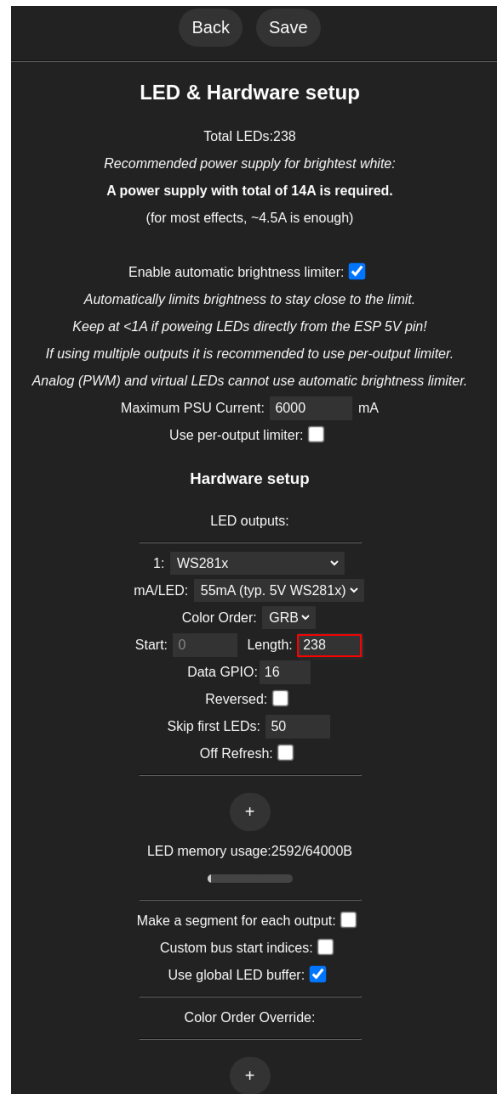 Back Save
LED & Hardware setup
Total LEDs:238
Recommended power supply for brightest white:
A power supply with total of 14A is required.
(for most effects, ~4.5A is enough)
Enable automatic brightness limiter:
Automatically limits brightness to stay close to the limit.
Keep at <1A if poweing LEDs directly from the ESP 5V pin!
If using multiple outputs it is recommended to use per-output limiter.
Analog (PWM) and virtual LEDs cannot use automatic brightness limiter.
Maximum PSU Current: 6000 mA
Use per-output limiter:
Hardware setup
LED outputs:
1: WS281x
mA/LED: 55mA (typ. 5V WS281x)
Color Order: GRB
Start: 0 Length: 238
Data GPIO: 16
Reversed:
Skip first LEDs: 50
Off Refresh:
+
LED memory usage:2592/64000B
Make a segment for each output:
Custom bus start indices:
Use global LED buffer:
Color Order Override:
+